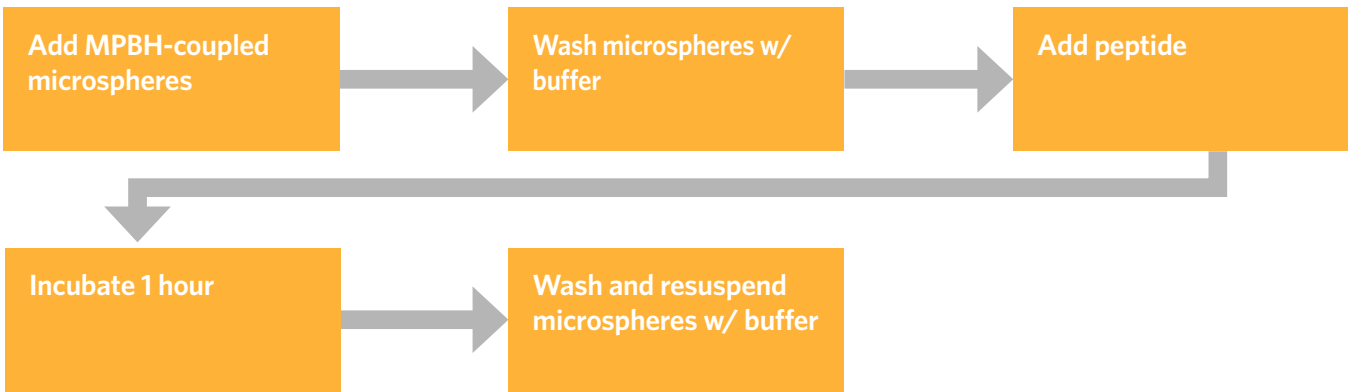 Add MPBH-coupled
microspheres
Wash microspheres w/
buffer
Add peptide
Incubate 1 hour
Wash and resuspend
microspheres w/ buffer